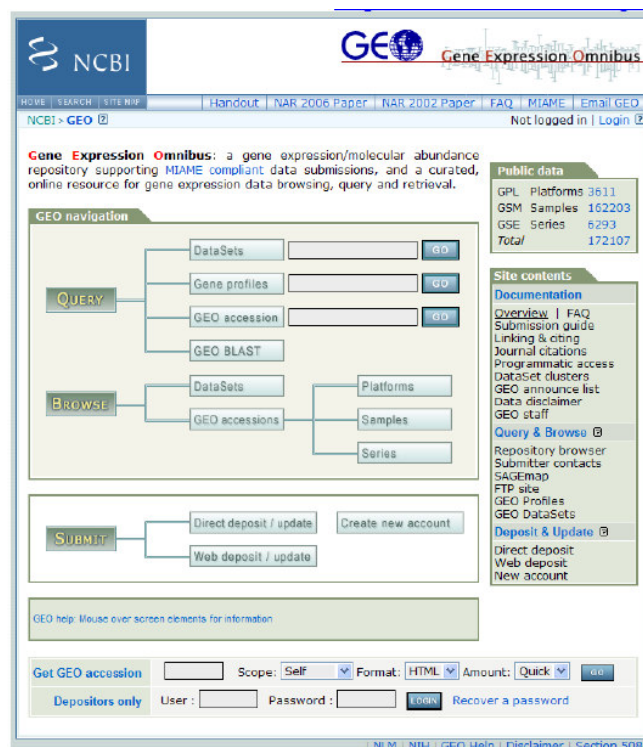 NCBI
GEO Gene Expression Omnibus
HOME SEARCH SITE MAP
Handout NAR 2006 Paper NAR 2002 Paper FAQ MIAME Email GEO
NCBI > GEO
Not logged in | Login
Gene Expression Omnibus: a gene expression/molecular abundance
repository supporting MIAME compliant data submissions, and a curated,
online resource for gene expression data browsing, query and retrieval.
GEO navigation
QUERY
DataSets GO
Gene profiles GO
GEO accession GO
GEO BLAST
BROWSE
DataSets
GEO accessions
Platforms
Samples
Series
SUBMIT
Direct deposit / update
Create new account
Web deposit / update
GEO help: Mouse over screen elements for information
Public data
GPL Platforms 3611
GSM Samples 162203
GSE Series 6293
Total 172107
Site contents
Documentation
Overview | FAQ
Submission guide
Linking & citing
Journal citations
Programmatic access
DataSet clusters
GEO announce list
Data disclaimer
GEO staff
Query & Browse
Repository browser
Submitter contacts
SAGEmap
FTP site
GEO Profiles
GEO DataSets
Deposit & Update
Direct deposit
Web deposit
New account
Get GEO accession Scope: Self Format: HTML Amount: Quick GO
Depositors only User : Password : LOGIN Recover a password
| NLM | NIH | GEO Help | Disclaimer | Section 508